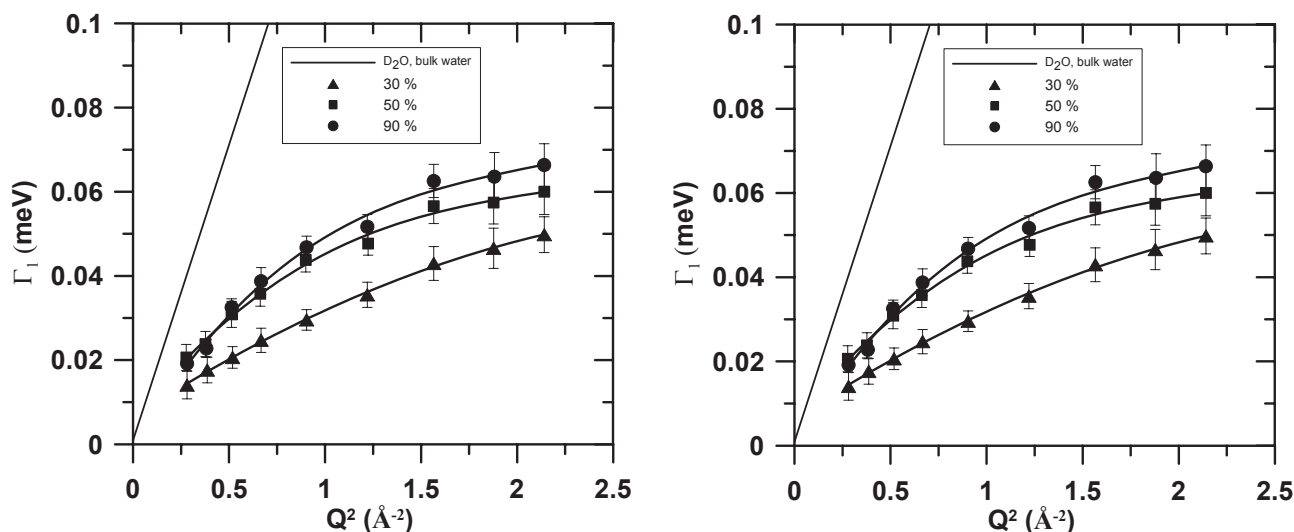 0.1
0.08
0.06
0.04
0.02
0
Γ₁ (meV)
D₂O, bulk water
30 %
50 %
90 %
0 0.5 1 1.5 2 2.5
Q² (Å⁻²)
0.1
0.08
0.06
0.04
0.02
0
Γ₁ (meV)
D₂O, bulk water
30 %
50 %
90 %
0 0.5 1 1.5 2 2.5
Q² (Å⁻²)